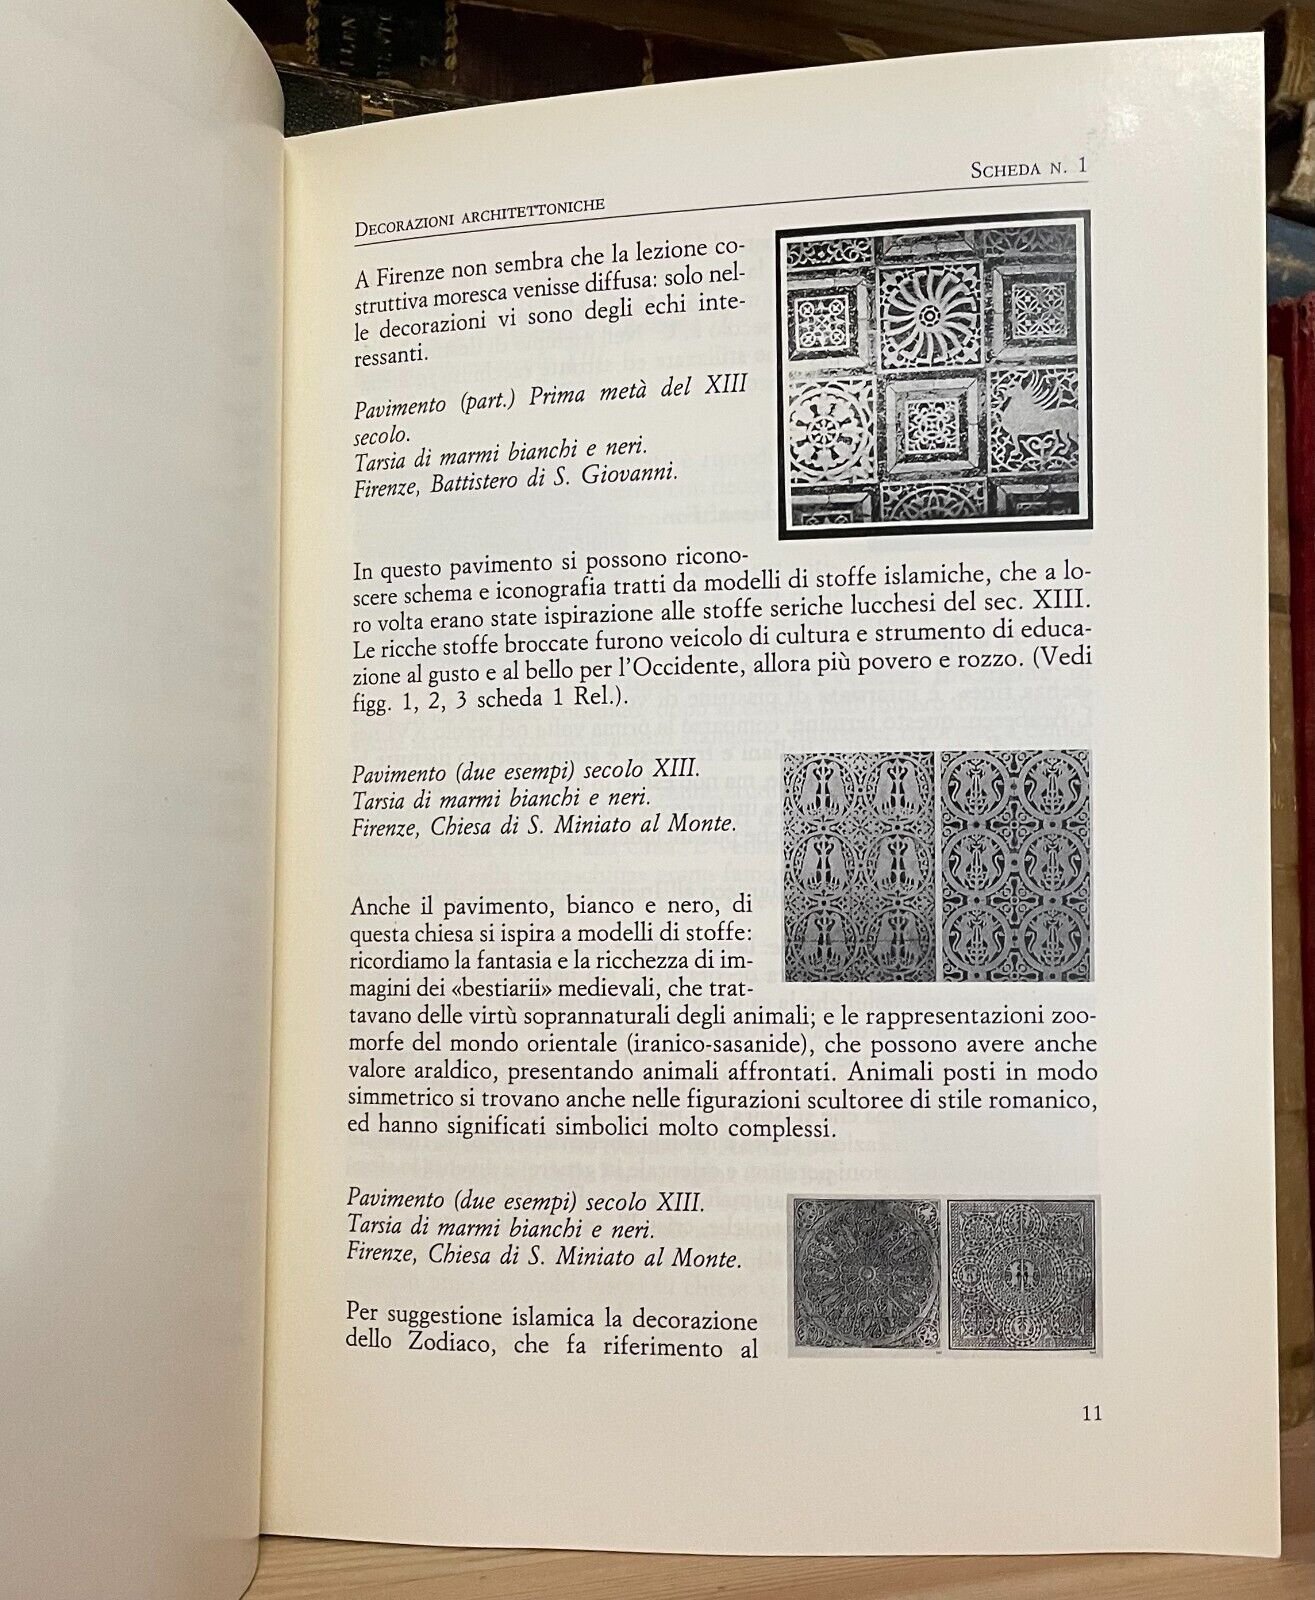 DECORAZIONI ARCHITETTONICHE
SCHEDA N. 1
A Firenze non sembra che la lezione co-
struttiva moresca venisse diffusa: solo nel-
le decorazioni vi sono degli echi inte-
ressanti.
Pavimento (part.) Prima metà del XIII
secolo.
Tarsia di marmi bianchi e neri.
Firenze, Battistero di S. Giovanni.
In questo pavimento si possono ricono-
scere schema e iconografia tratti da modelli di stoffe islamiche, che a lo-
ro volta erano state ispirazione alle stoffe seriche lucchesi del sec. XIII.
Le ricche stoffe broccate furono veicolo di cultura e strumento di educa-
zione al gusto e al bello per l'Occidente, allora più povero e rozzo. (Vedi
figg. 1, 2, 3 scheda 1 Rel.).
Pavimento (due esempi) secolo XIII.
Tarsia di marmi bianchi e neri.
Firenze, Chiesa di S. Miniato al Monte.
Anche il pavimento, bianco e nero, di
questa chiesa si ispira a modelli di stoffe:
ricordiamo la fantasia e la ricchezza di im-
magini dei «bestiarii» medievali, che trat-
tavano delle virtù soprannaturali degli animali; e le rappresentazioni zoo-
morfe del mondo orientale (iranico-sasanide), che possono avere anche
valore araldico, presentando animali affrontati. Animali posti in modo
simmetrico si trovano anche nelle figurazioni scultoree di stile romanico,
ed hanno significati simbolici molto complessi.
Pavimento (due esempi) secolo XIII.
Tarsia di marmi bianchi e neri.
Firenze, Chiesa di S. Miniato al Monte.
Per suggestione islamica la decorazione
dello Zodiaco, che fa riferimento al
11